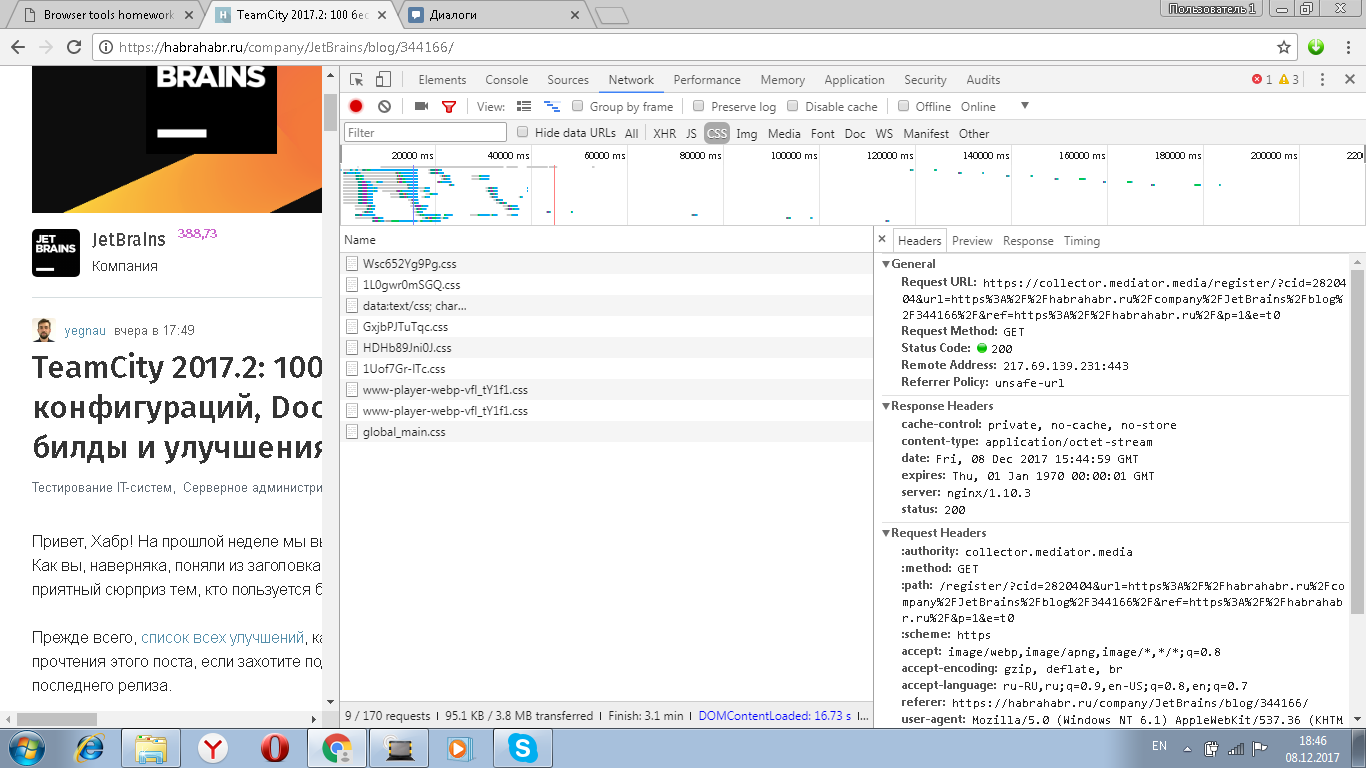 Browser tools homework
TeamCity 2017.2: 100 бес
Диалоги
Пользователь 1
https://habrahabr.ru/company/JetBrains/blog/344166/
BRAINS
JET
BRAINS
JetBrains 388,73
Компания
yegnau вчера в 17:49
TeamCity 2017.2: 100
конфигураций, Doc
билды и улучшения
Тестирование IT-систем, Серверное администри
Привет, Хабр! На прошлой неделе мы вы
Как вы, наверняка, поняли из заголовка
приятный сюрприз тем, кто пользуется б
Прежде всего, список всех улучшений, ка
прочтения этого поста, если захотите по
последнего релиза.
Elements Console Sources Network Performance Memory Application Security Audits 1 3
View: Group by frame Preserve log Disable cache Offline Online
Filter Hide data URLs All XHR JS CSS Img Media Font Doc WS Manifest Other
20000 ms 40000 ms 60000 ms 80000 ms 100000 ms 120000 ms 140000 ms 160000 ms 180000 ms 200000 ms 220
Name
Wsc652Yg9Pg.css
1L0gwr0mSGQ.css
data:text/css; char...
GxjbPJTuTqc.css
HDHb89Jni0J.css
1Uof7Gr-ITc.css
www-player-webp-vfl_tY1f1.css
www-player-webp-vfl_tY1f1.css
global_main.css
9 / 170 requests | 95.1 KB / 3.8 MB transferred | Finish: 3.1 min | DOMContentLoaded: 16.73 s |...
Headers Preview Response Timing
General
Request URL: https://collector.mediator.media/register/?cid=2820
404&url=https%3A%2F%2Fhabrahabr.ru%2Fcompany%2FJetBrains%2Fblog%
2F344166%2F&ref=https%3A%2F%2Fhabrahabr.ru%2F&p=1&e=t0
Request Method: GET
Status Code: 200
Remote Address: 217.69.139.231:443
Referrer Policy: unsafe-url
Response Headers
cache-control: private, no-cache, no-store
content-type: application/octet-stream
date: Fri, 08 Dec 2017 15:44:59 GMT
expires: Thu, 01 Jan 1970 00:00:01 GMT
server: nginx/1.10.3
status: 200
Request Headers
:authority: collector.mediator.media
:method: GET
:path: /register/?cid=2820404&url=https%3A%2F%2Fhabrahabr.ru%2Fco
mpany%2FJetBrains%2Fblog%2F344166%2F&ref=https%3A%2F%2Fhabrahab
r.ru%2F&p=1&e=t0
:scheme: https
accept: image/webp,image/apng,image/*,*/*;q=0.8
accept-encoding: gzip, deflate, br
accept-language: ru-RU,ru;q=0.9,en-US;q=0.8,en;q=0.7
referer: https://habrahabr.ru/company/JetBrains/blog/344166/
user-agent: Mozilla/5.0 (Windows NT 6.1) AppleWebKit/537.36 (KHTM
EN
18:46
08.12.2017